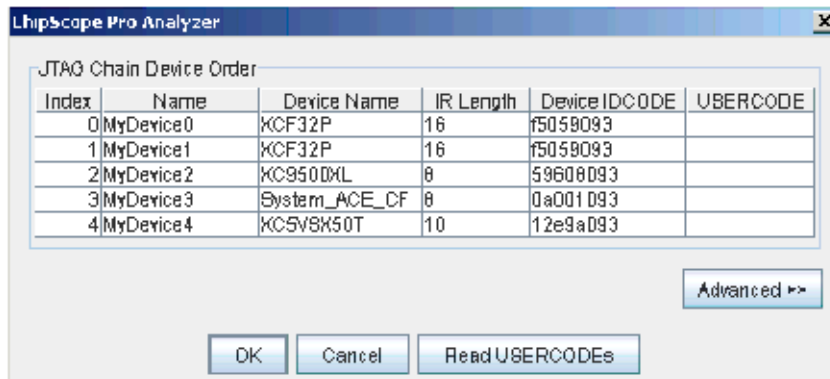 ChipScope Pro Analyzer
JTAG Chain Device Order
Index Name Device Name IR Length Device IDCODE USERCODE
0 MyDevice0 XCF32P 16 f5059093
1 MyDevice1 XCF32P 16 f5059093
2 MyDevice2 XC9500XL 8 59608093
3 MyDevice3 System_ACE_CF 8 0a001093
4 MyDevice4 XC5VSX50T 10 12e9a093
Advanced >>
OK Cancel Read USERCODEs